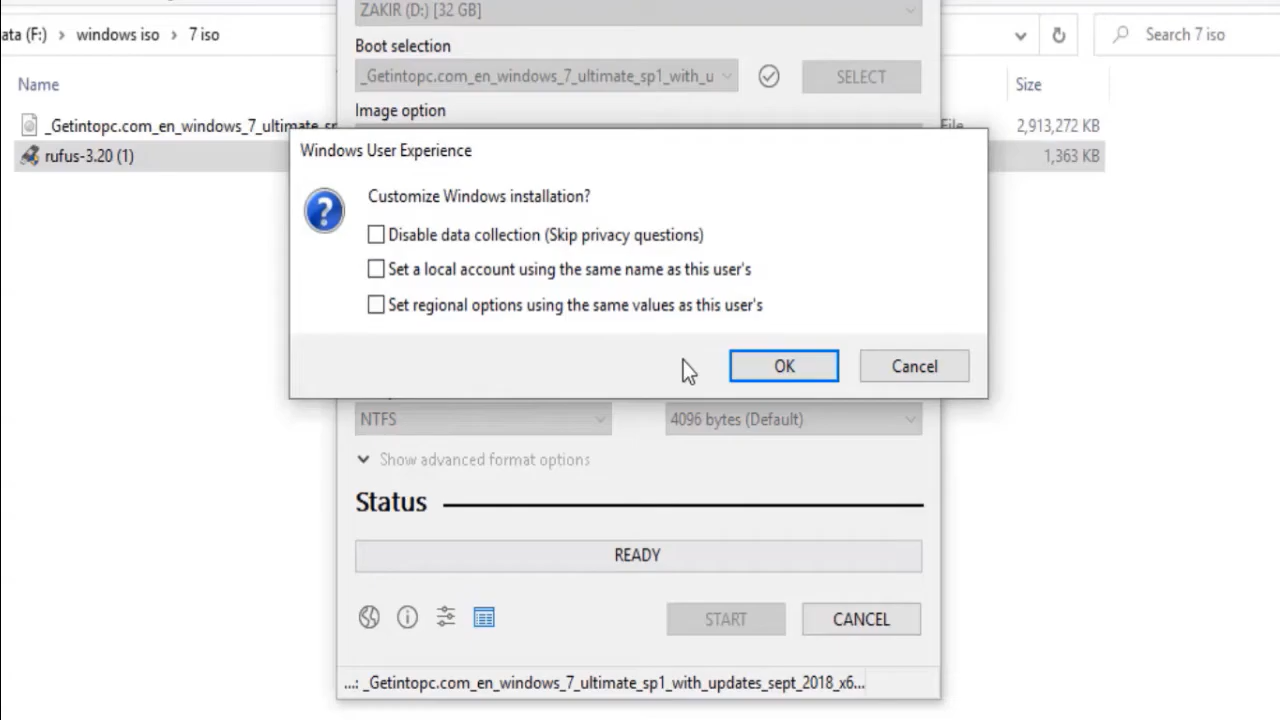 ZAKIR (D:) [32 GB]
ata (F:) > windows iso > 7 iso
Search 7 iso
Boot selection
_Getintopc.com_en_windows_7_ultimate_sp1_with_u
SELECT
Name
Size
Image option
_Getintopc.com_en_windows_7_ultimate_sp
File
2,913,272 KB
rufus-3.20 (1)
1,363 KB
Windows User Experience
Customize Windows installation?
Disable data collection (Skip privacy questions)
Set a local account using the same name as this user's
Set regional options using the same values as this user's
OK
Cancel
NTFS
4096 bytes (Default)
Show advanced format options
Status
READY
START
CANCEL
...: _Getintopc.com_en_windows_7_ultimate_sp1_with_updates_sept_2018_x6...